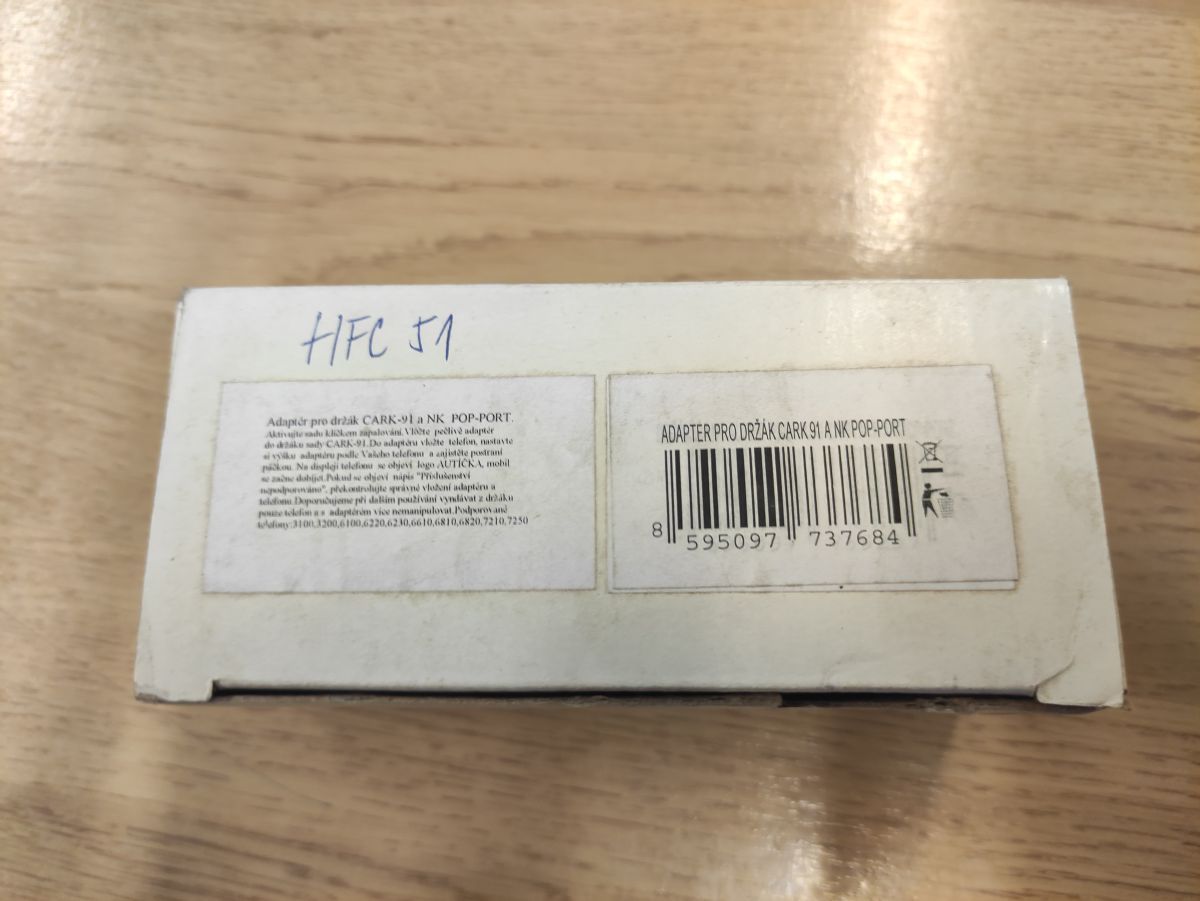 HFC 51
Adaptér pro držák CARK-91 a NK POP-PORT.
Aktivujte sadu klíčkem zapalování.Vlôžte pečlivě adaptér
do držáku sady CARK-91.Do adaptéru vložte telefon, nastavte
si výšku adaptéru podle Vašeho telefonu a zajistěte postraní
páčkou. Na displeji telefonu se objeví logo AUTÍČKA, mobil
se začne dobíjet.Pokud se objeví nápis "Příslušenství
nepodporováno", překontrolujte správné vložení adaptéru a
telefonu.Doporučujeme při dalším používání vyndávat z držáku
pouze telefon a s adaptérem více nemanipulovat.Podporované
telefony:3100,3200,6100,6220,6230,6610,6810,6820,7210,7250
ADAPTER PRO DRŽÁK CARK 91 A NK POP-PORT
8 595097 737684